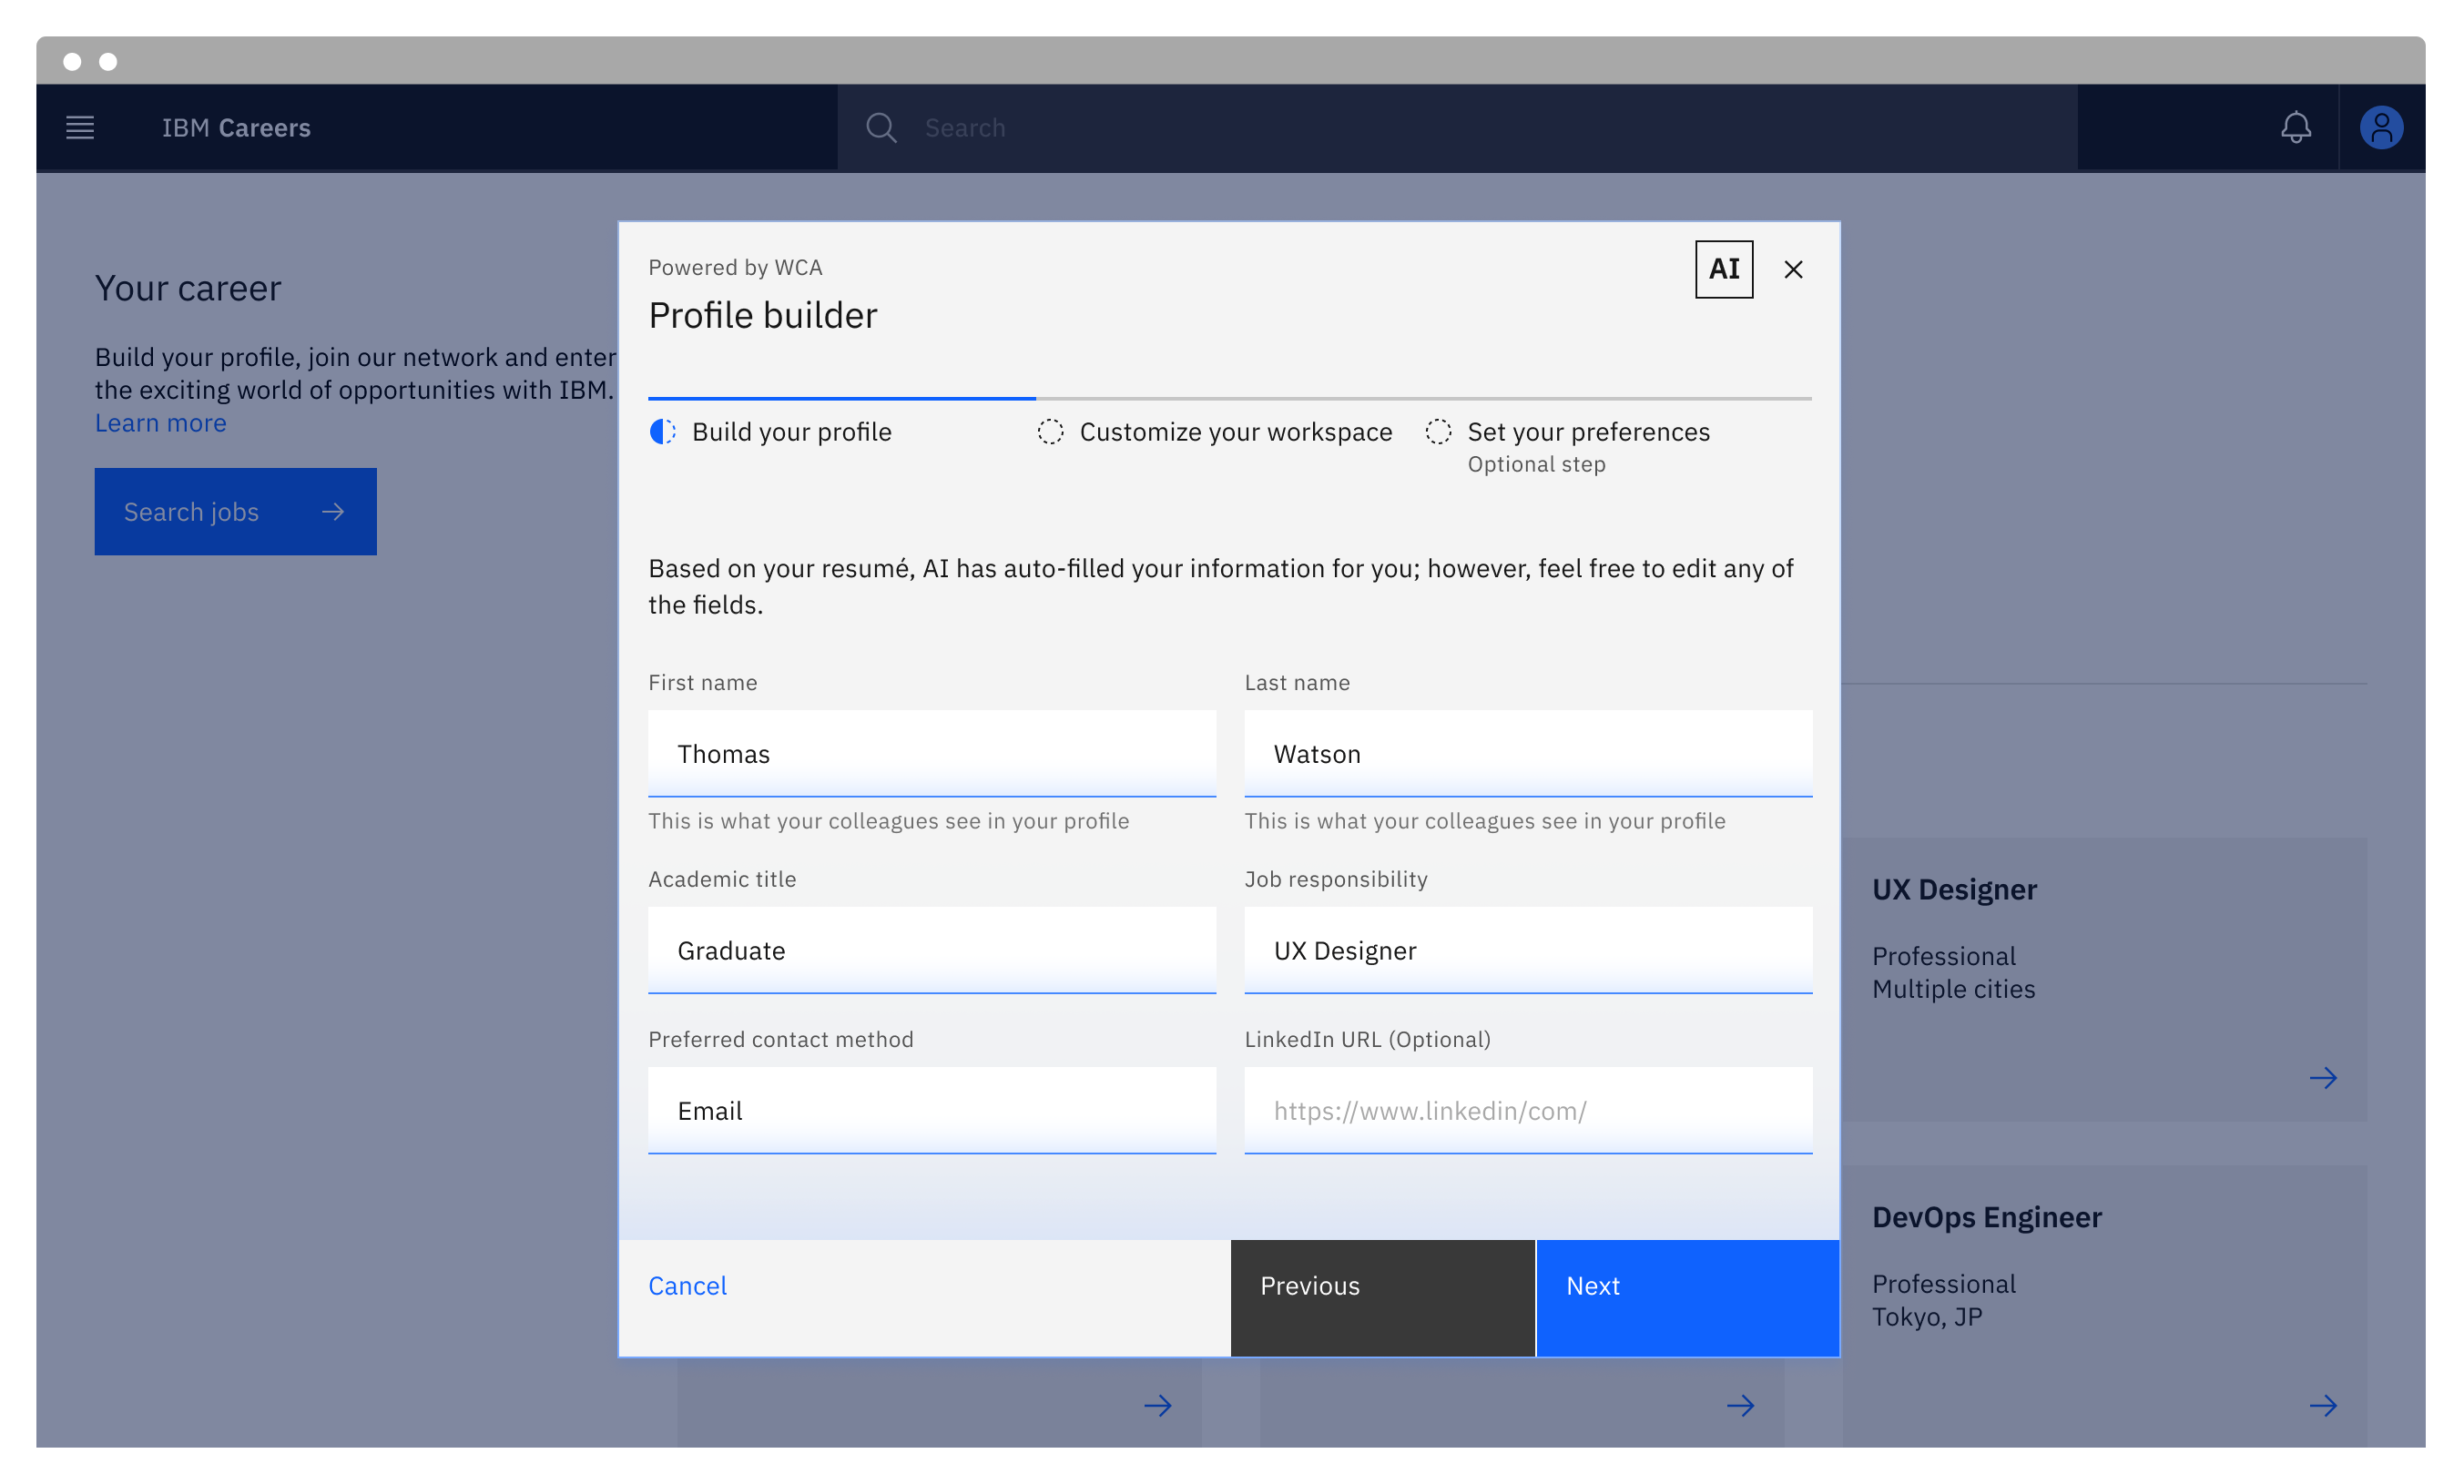 IBM Careers
Search
Your career
Build your profile, join our network and enter
the exciting world of opportunities with IBM.
Learn more
Search jobs
Powered by WCA
AI
Profile builder
Build your profile
Customize your workspace
Set your preferences
Optional step
Based on your resumé, AI has auto-filled your information for you; however, feel free to edit any of
the fields.
First name
Last name
Thomas
Watson
This is what your colleagues see in your profile
This is what your colleagues see in your profile
Academic title
Job responsibility
Graduate
UX Designer
Preferred contact method
LinkedIn URL (Optional)
Email
https://www.linkedin/com/
Cancel
Previous
Next
UX Designer
Professional
Multiple cities
DevOps Engineer
Professional
Tokyo, JP